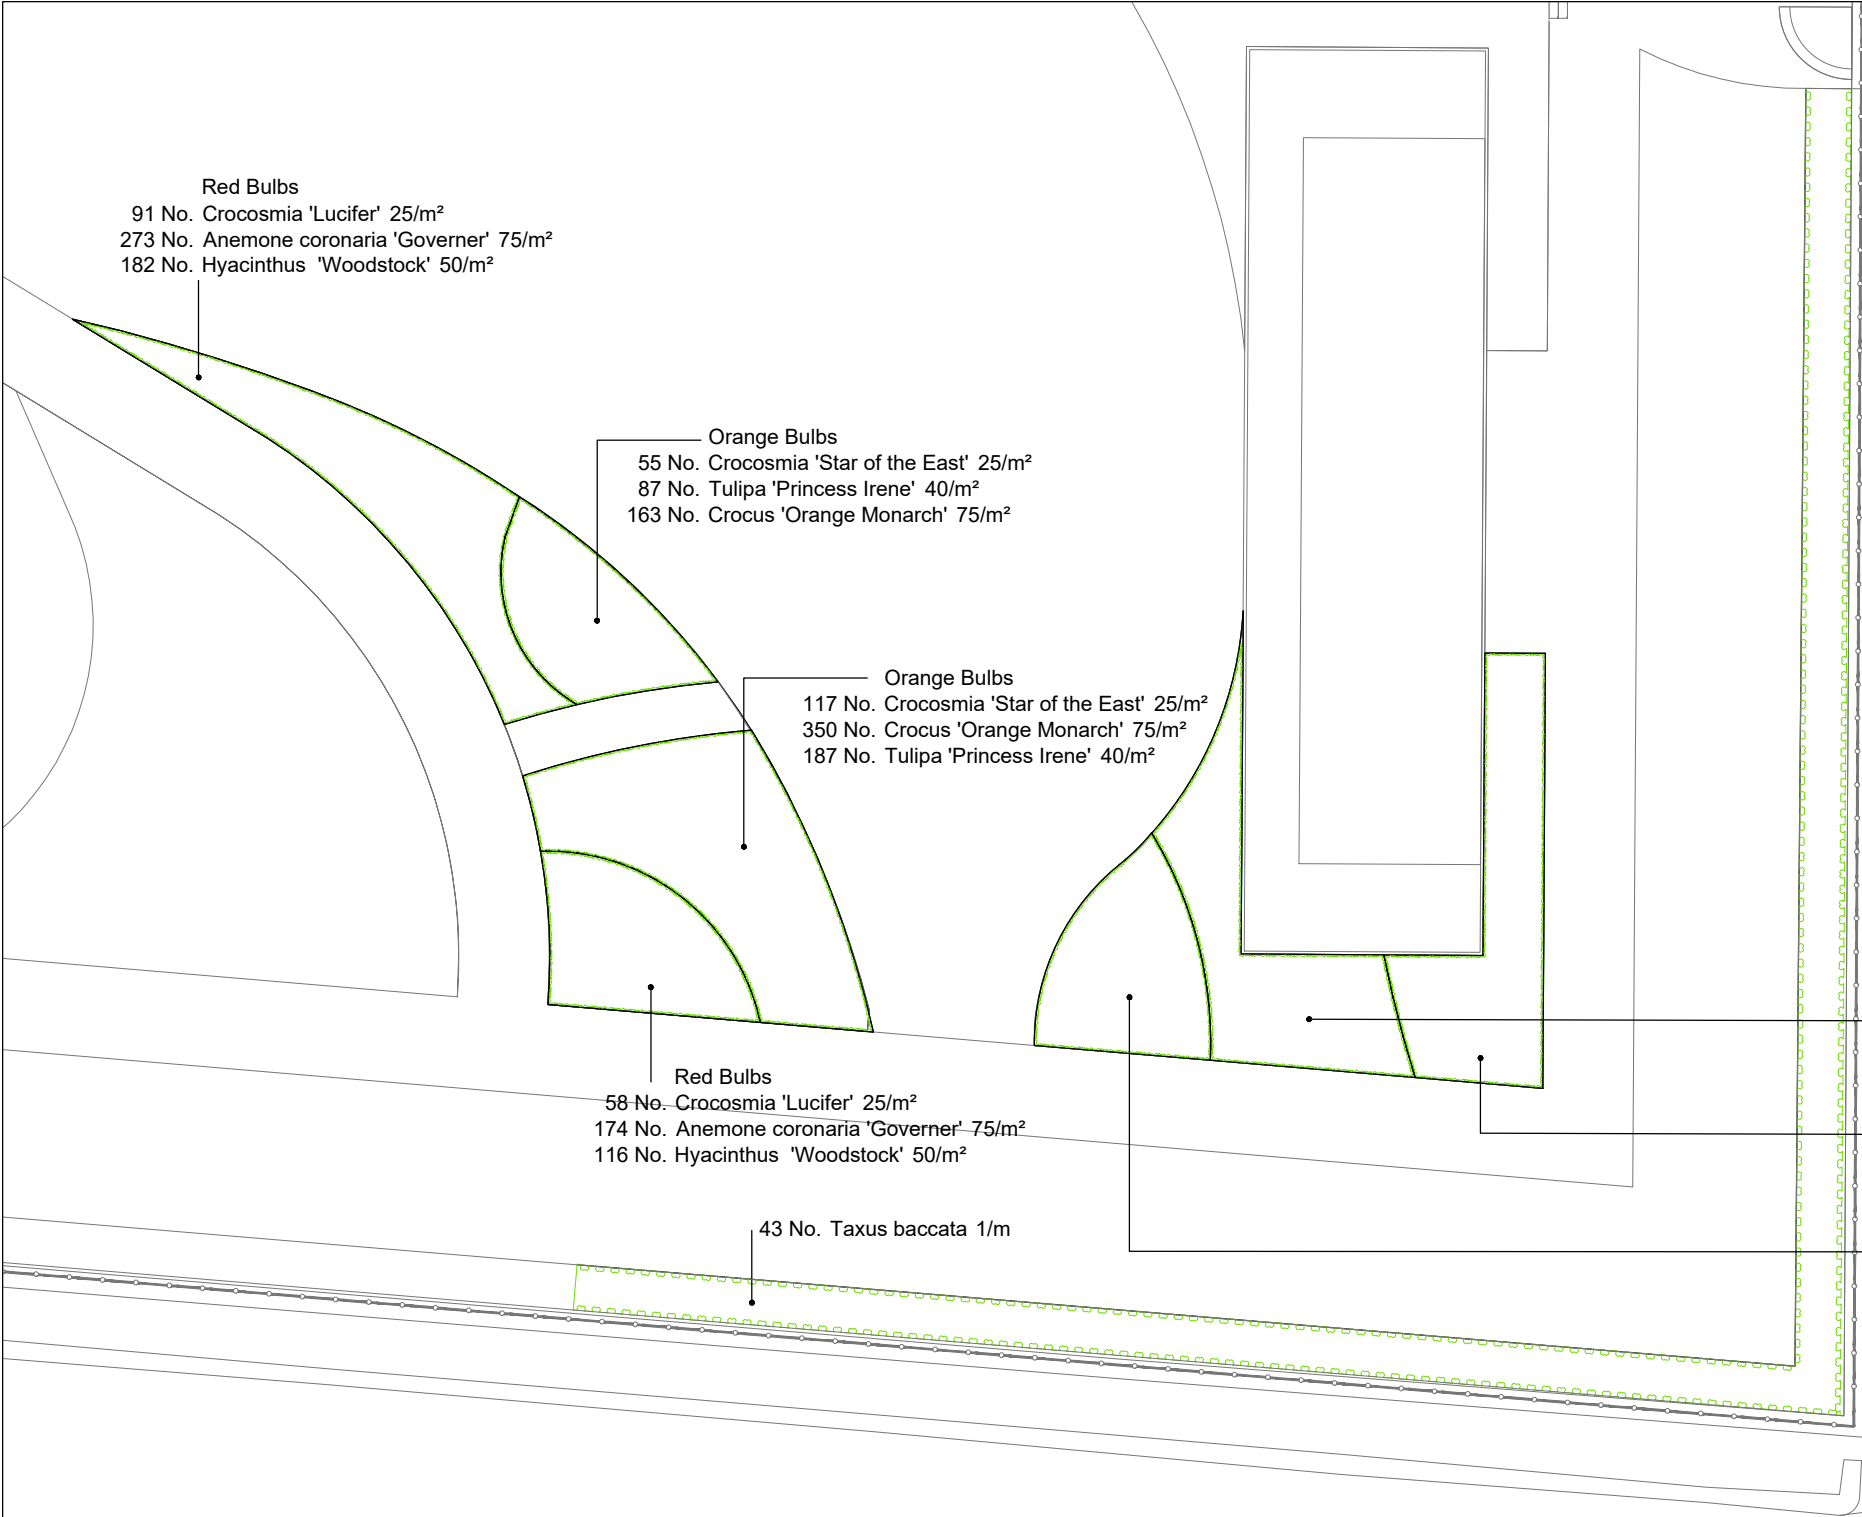 Red Bulbs
91 No. Crocosmia 'Lucifer' 25/m²
273 No. Anemone coronaria 'Governer' 75/m²
182 No. Hyacinthus 'Woodstock' 50/m²
Orange Bulbs
55 No. Crocosmia 'Star of the East' 25/m²
87 No. Tulipa 'Princess Irene' 40/m²
163 No. Crocus 'Orange Monarch' 75/m²
Orange Bulbs
117 No. Crocosmia 'Star of the East' 25/m²
350 No. Crocus 'Orange Monarch' 75/m²
187 No. Tulipa 'Princess Irene' 40/m²
Red Bulbs
58 No. Crocosmia 'Lucifer' 25/m²
174 No. Anemone coronaria 'Governer' 75/m²
116 No. Hyacinthus 'Woodstock' 50/m²
43 No. Taxus baccata 1/m